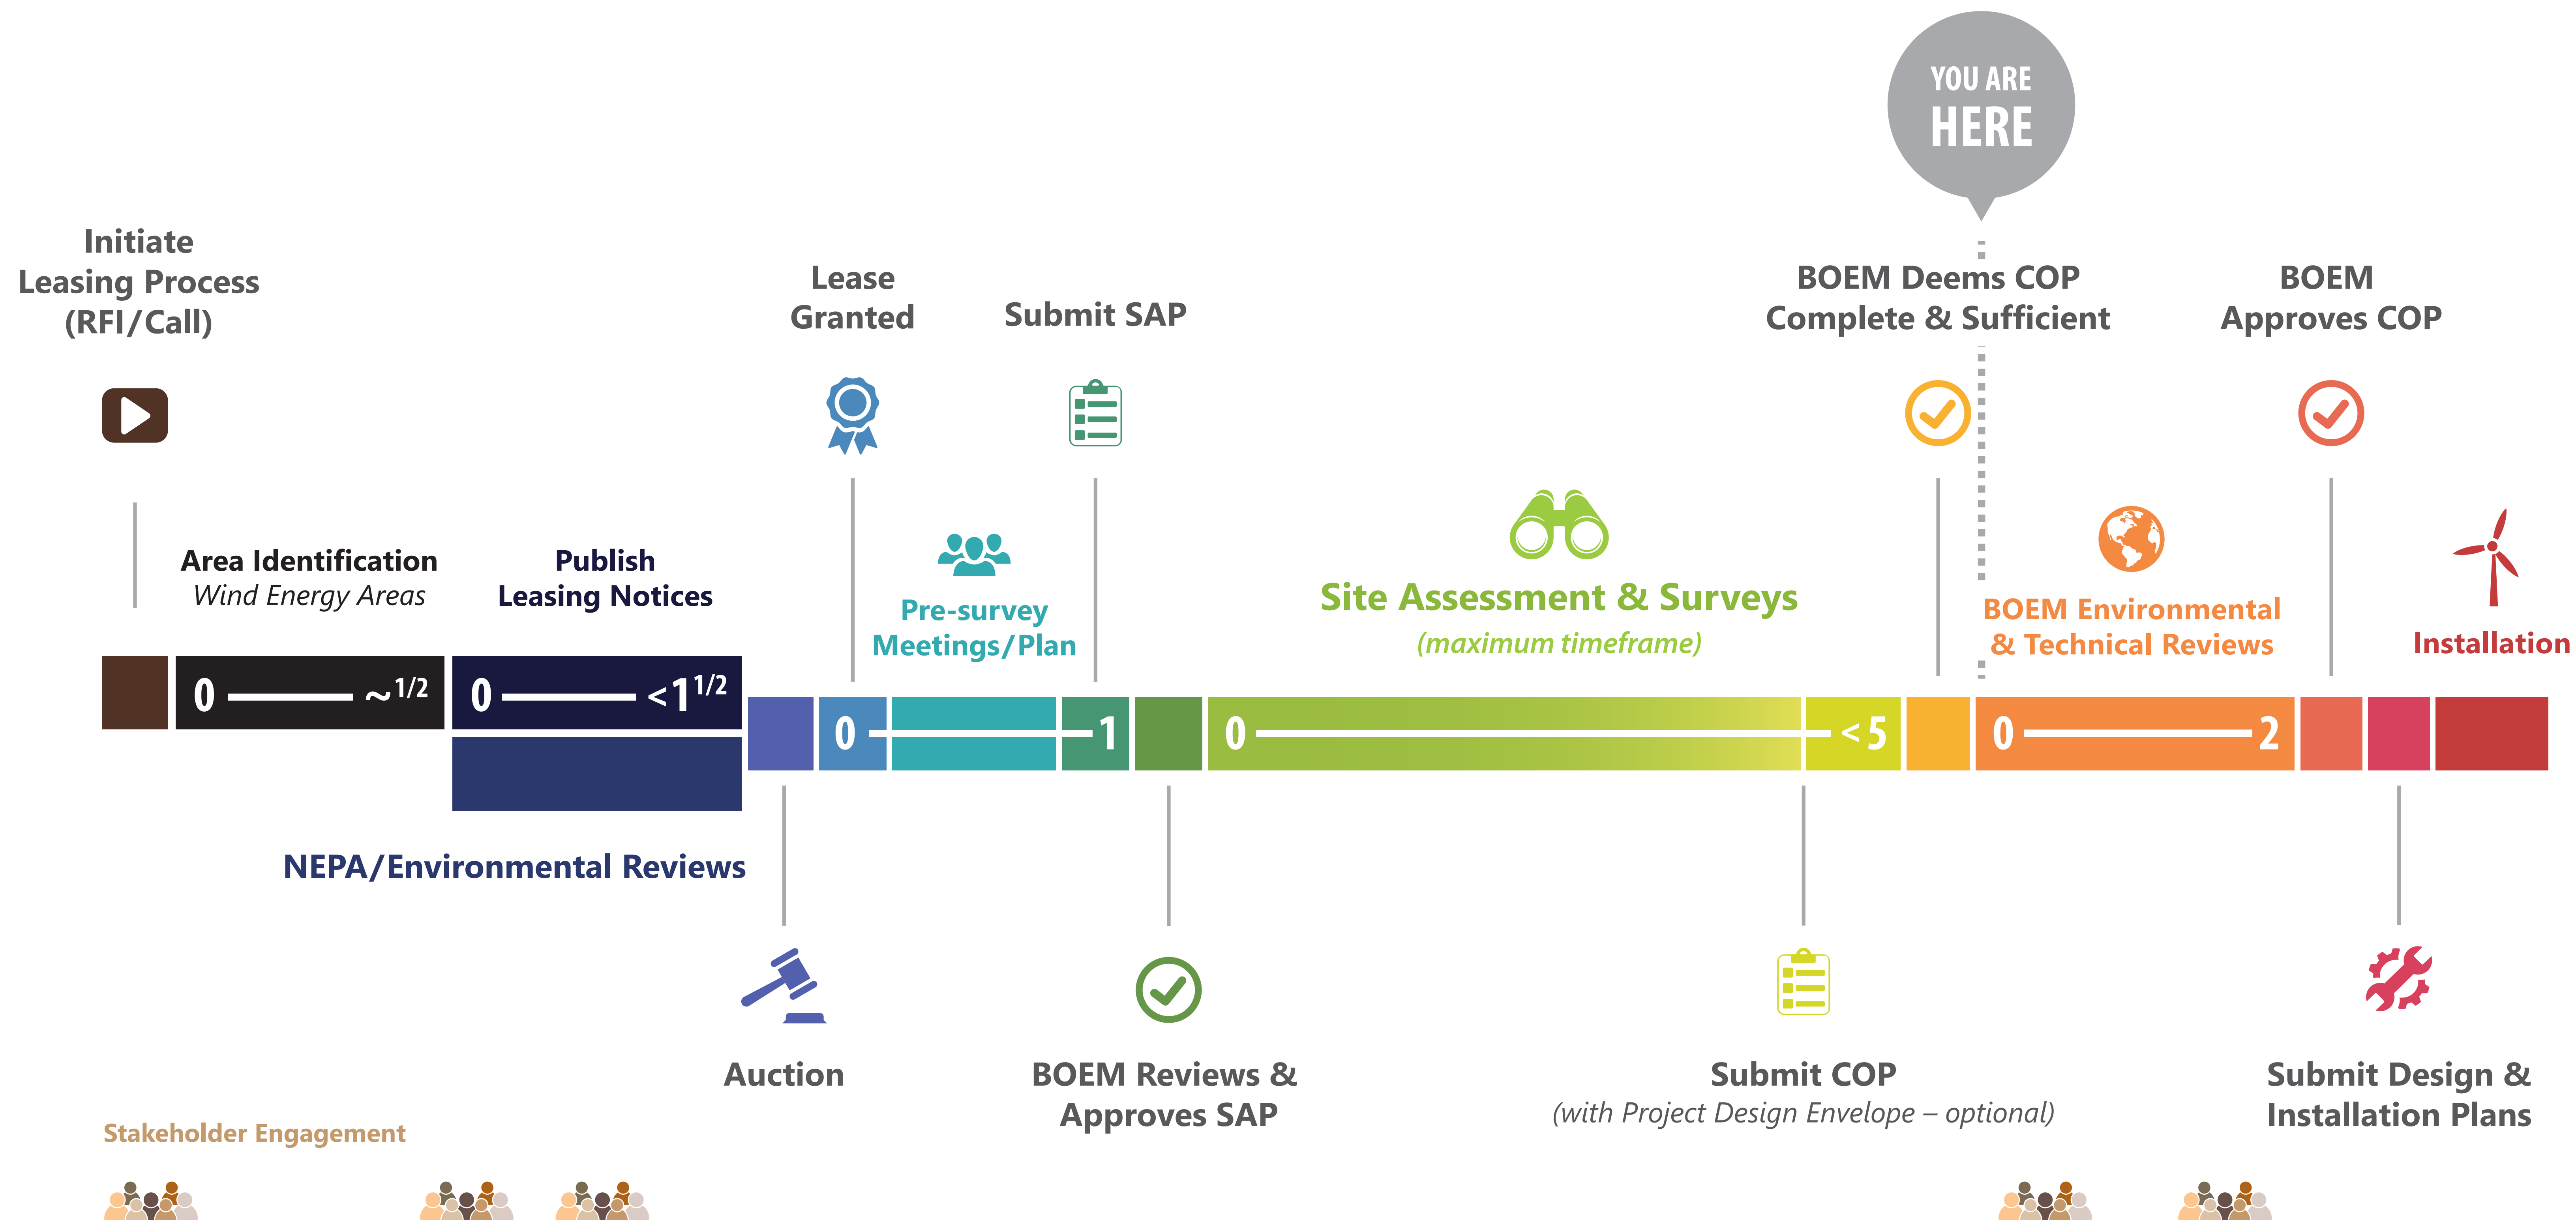 YOU ARE
HERE
Initiate
Leasing Process
(RFI/Call)
Lease
Granted
Submit SAP
BOEM Deems COP
Complete & Sufficient
BOEM
Approves COP
Area Identification
Wind Energy Areas
Publish
Leasing Notices
Pre-survey
Meetings/Plan
Site Assessment & Surveys
(maximum timeframe)
BOEM Environmental
& Technical Reviews
Installation
0 ~1/2
0 <1 1/2
0 1
0 <5
0 2
NEPA/Environmental Reviews
Auction
BOEM Reviews &
Approves SAP
Submit COP
(with Project Design Envelope – optional)
Submit Design &
Installation Plans
Stakeholder Engagement